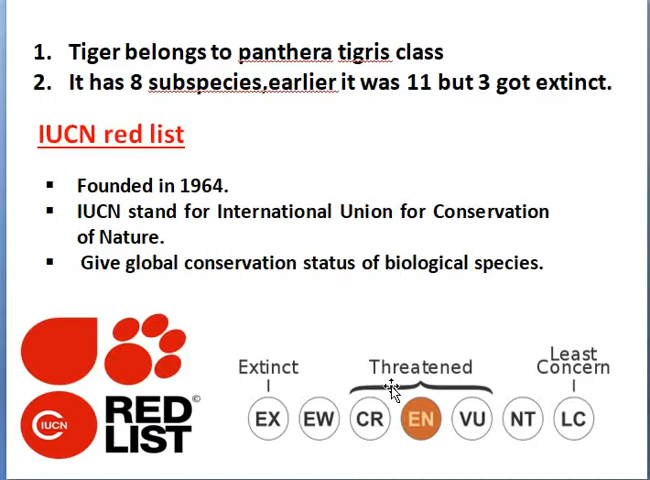 1. Tiger belongs to panthera tigris class
2. It has 8 subspecies,earlier it was 11 but 3 got extinct.
IUCN red list
▪ Founded in 1964.
▪ IUCN stand for International Union for Conservation
of Nature.
▪ Give global conservation status of biological species.
Extinct
Threatened
Least
Concern
EX EW CR EN VU NT LC
IUCN
RED ©
LIST